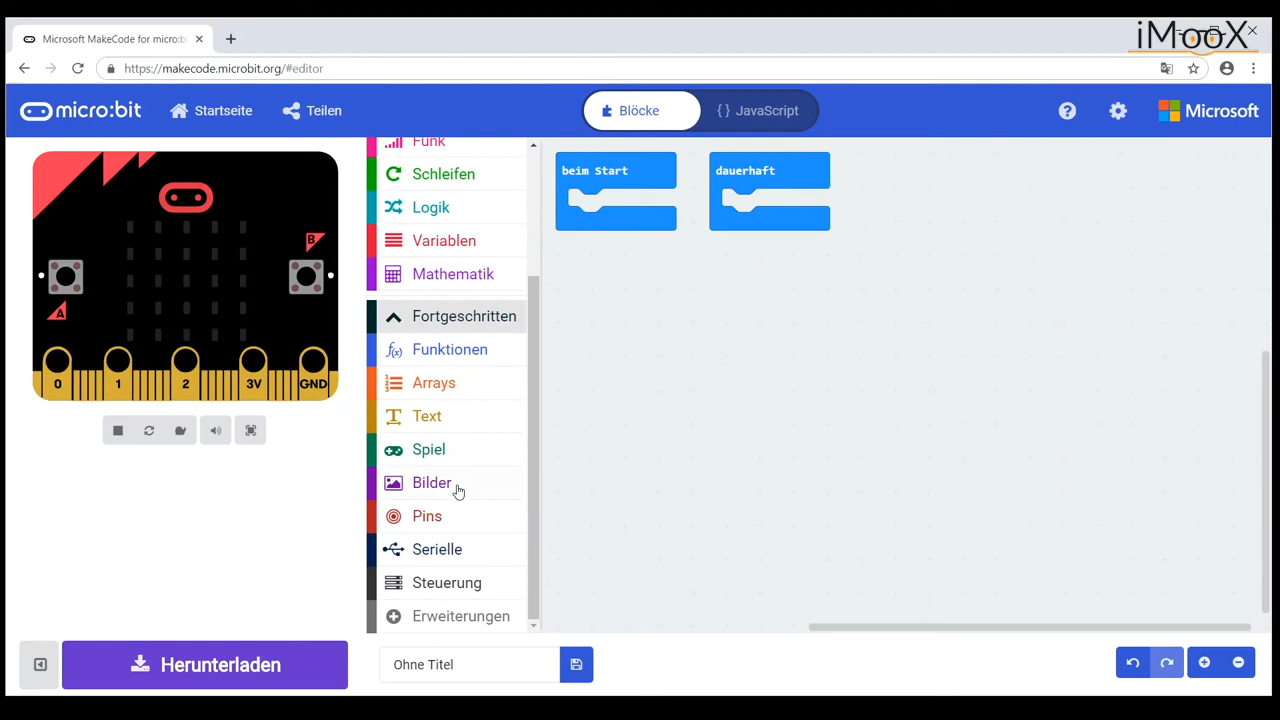 iMooX
Microsoft MakeCode for micro:b
https://makecode.microbit.org/#editor
micro:bit
Startseite
Teilen
Blöcke
{ } JavaScript
Microsoft
Funk
Schleifen
Logik
Variablen
Mathematik
Fortgeschritten
f(x) Funktionen
Arrays
Text
Spiel
Bilder
Pins
Serielle
Steuerung
Erweiterungen
beim Start
dauerhaft
A
B
0 1 2 3V GND
Herunterladen
Ohne Titel